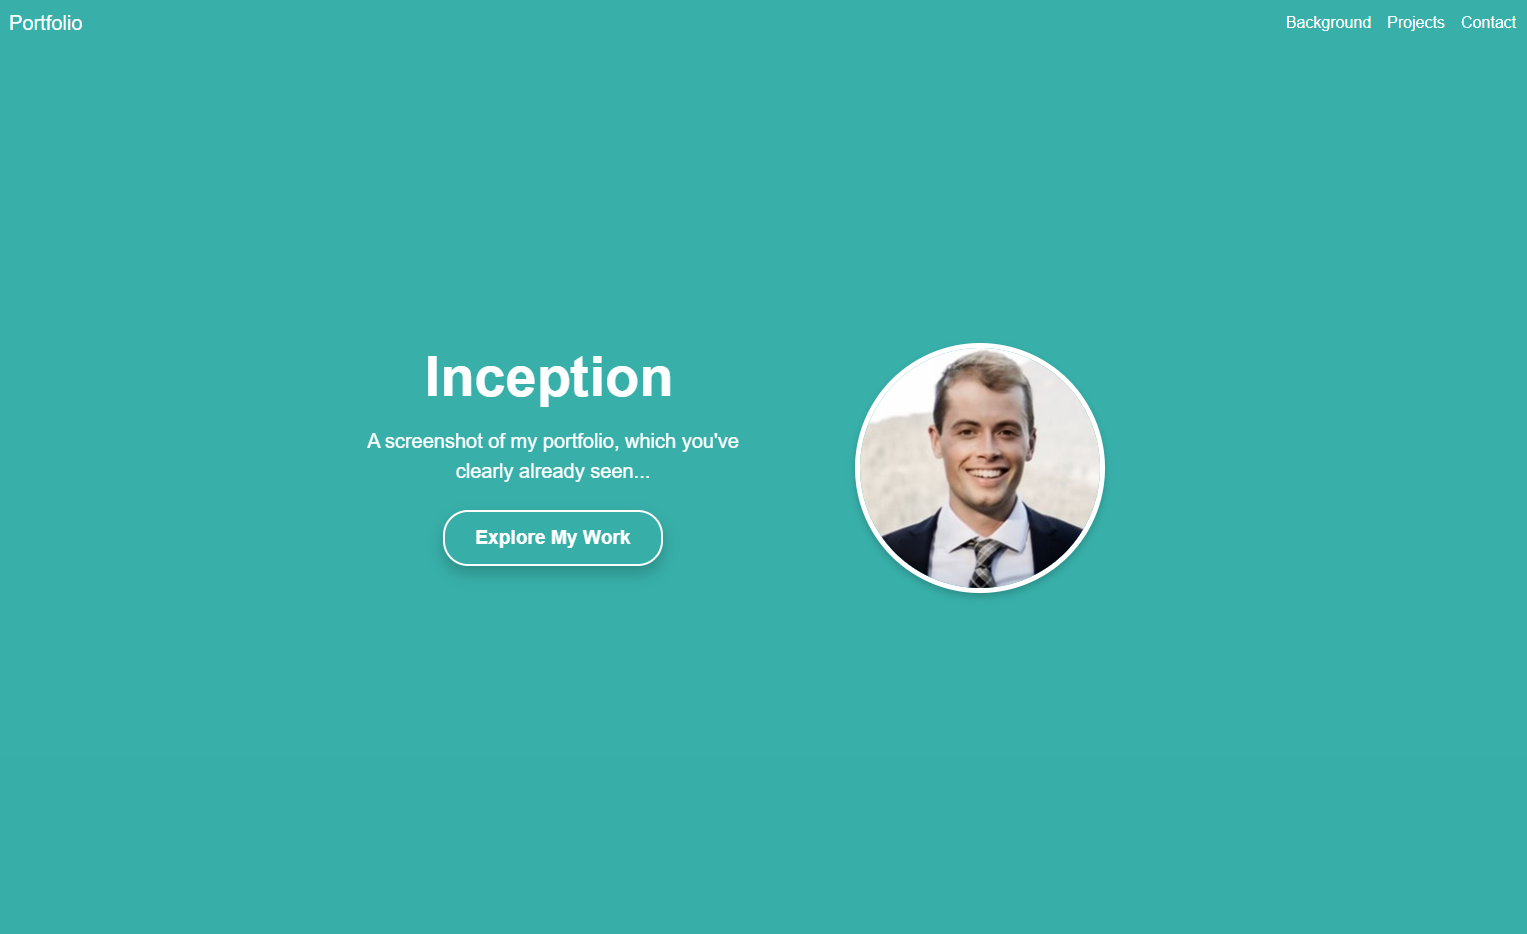 Portfolio
Background Projects Contact
Inception
A screenshot of my portfolio, which you've
clearly already seen...
Explore My Work